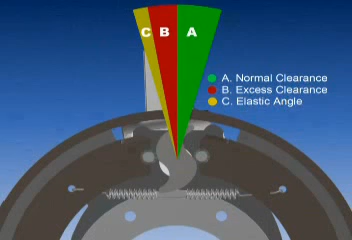 C B A
A. Normal Clearance
B. Excess Clearance
C. Elastic Angle